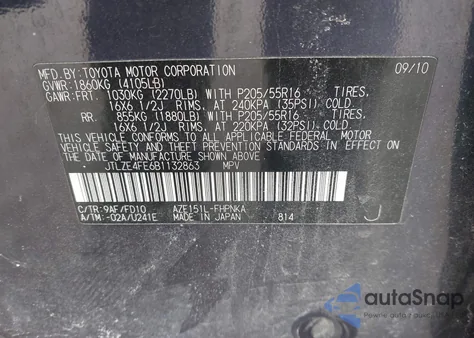 MFD.BY:TOYOTA MOTOR CORPORATION 09/10
GVWR:1860KG (4105LB)
GAWR:FRT. 1030KG (2270LB) WITH P205/55R16 TIRES,
16X6 1/2J RIMS, AT 240KPA (35PSI) COLD.
RR. 855KG (1880LB) WITH P205/55R16 TIRES,
16X6 1/2J RIMS, AT 220KPA (32PSI) COLD.
THIS VEHICLE CONFORMS TO ALL APPLICABLE FEDERAL MOTOR
VEHICLE SAFETY AND THEFT PREVENTION STANDARDS IN
EFFECT ON THE DATE OF MANUFACTURE SHOWN ABOVE.
JTLZE4FE6B1132863 MPV
C/TR:9AF/FD10 AZE151L-FHPNKA
A/TM:-02A/U241E MADE IN JAPAN 814 J
autoSnap